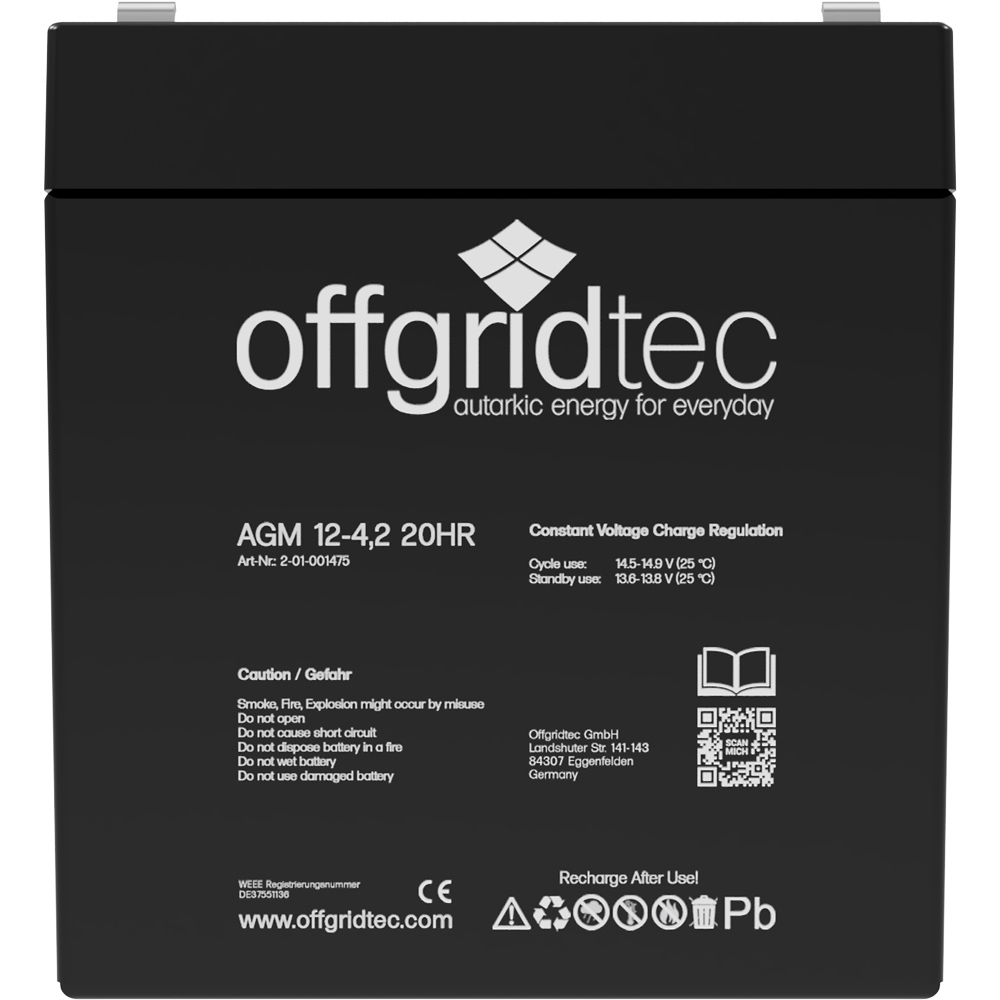 offgridtec
autarkic energy for everyday
AGM 12-4,2 20HR
Art-Nr.: 2-01-001475
Constant Voltage Charge Regulation
Cycle use: 14.5-14.9 V (25 °C)
Standby use: 13.6-13.8 V (25 °C)
Caution / Gefahr
Smoke, Fire, Explosion might occur by misuse
Do not open
Do not cause short circuit
Do not dispose battery in a fire
Do not wet battery
Do not use damaged battery
Offgridtec GmbH
Landshuter Str. 141-143
84307 Eggenfelden
Germany
SCAN
MICH
WEEE Registrierungsnummer
DE37551136
CE
www.offgridtec.com
Recharge After Use!
Pb